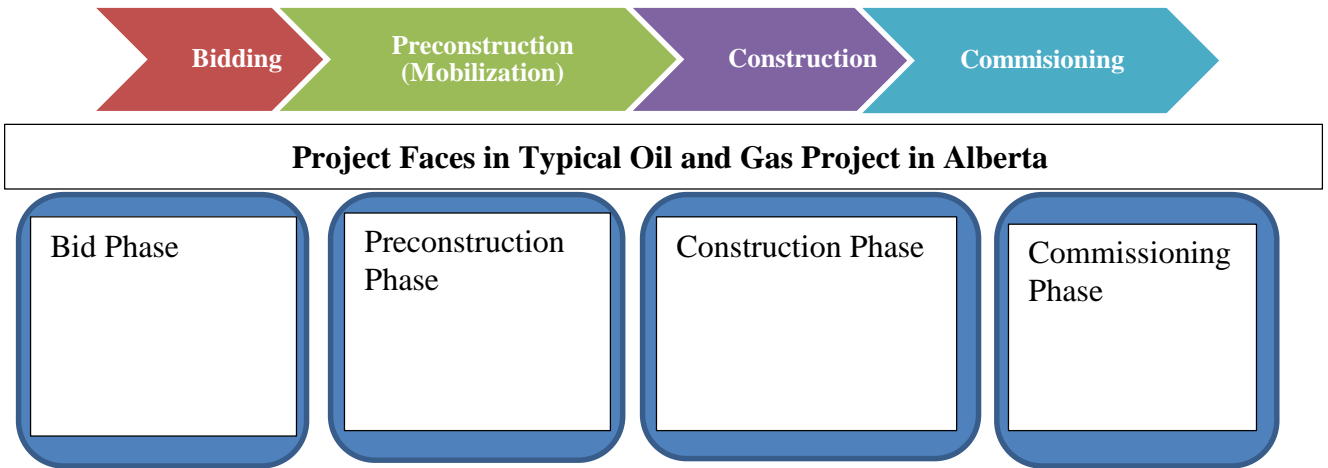 Bidding
Preconstruction
(Mobilization)
Construction
Commisioning
Project Faces in Typical Oil and Gas Project in Alberta
Bid Phase
Preconstruction
Phase
Construction Phase
Commissioning
Phase